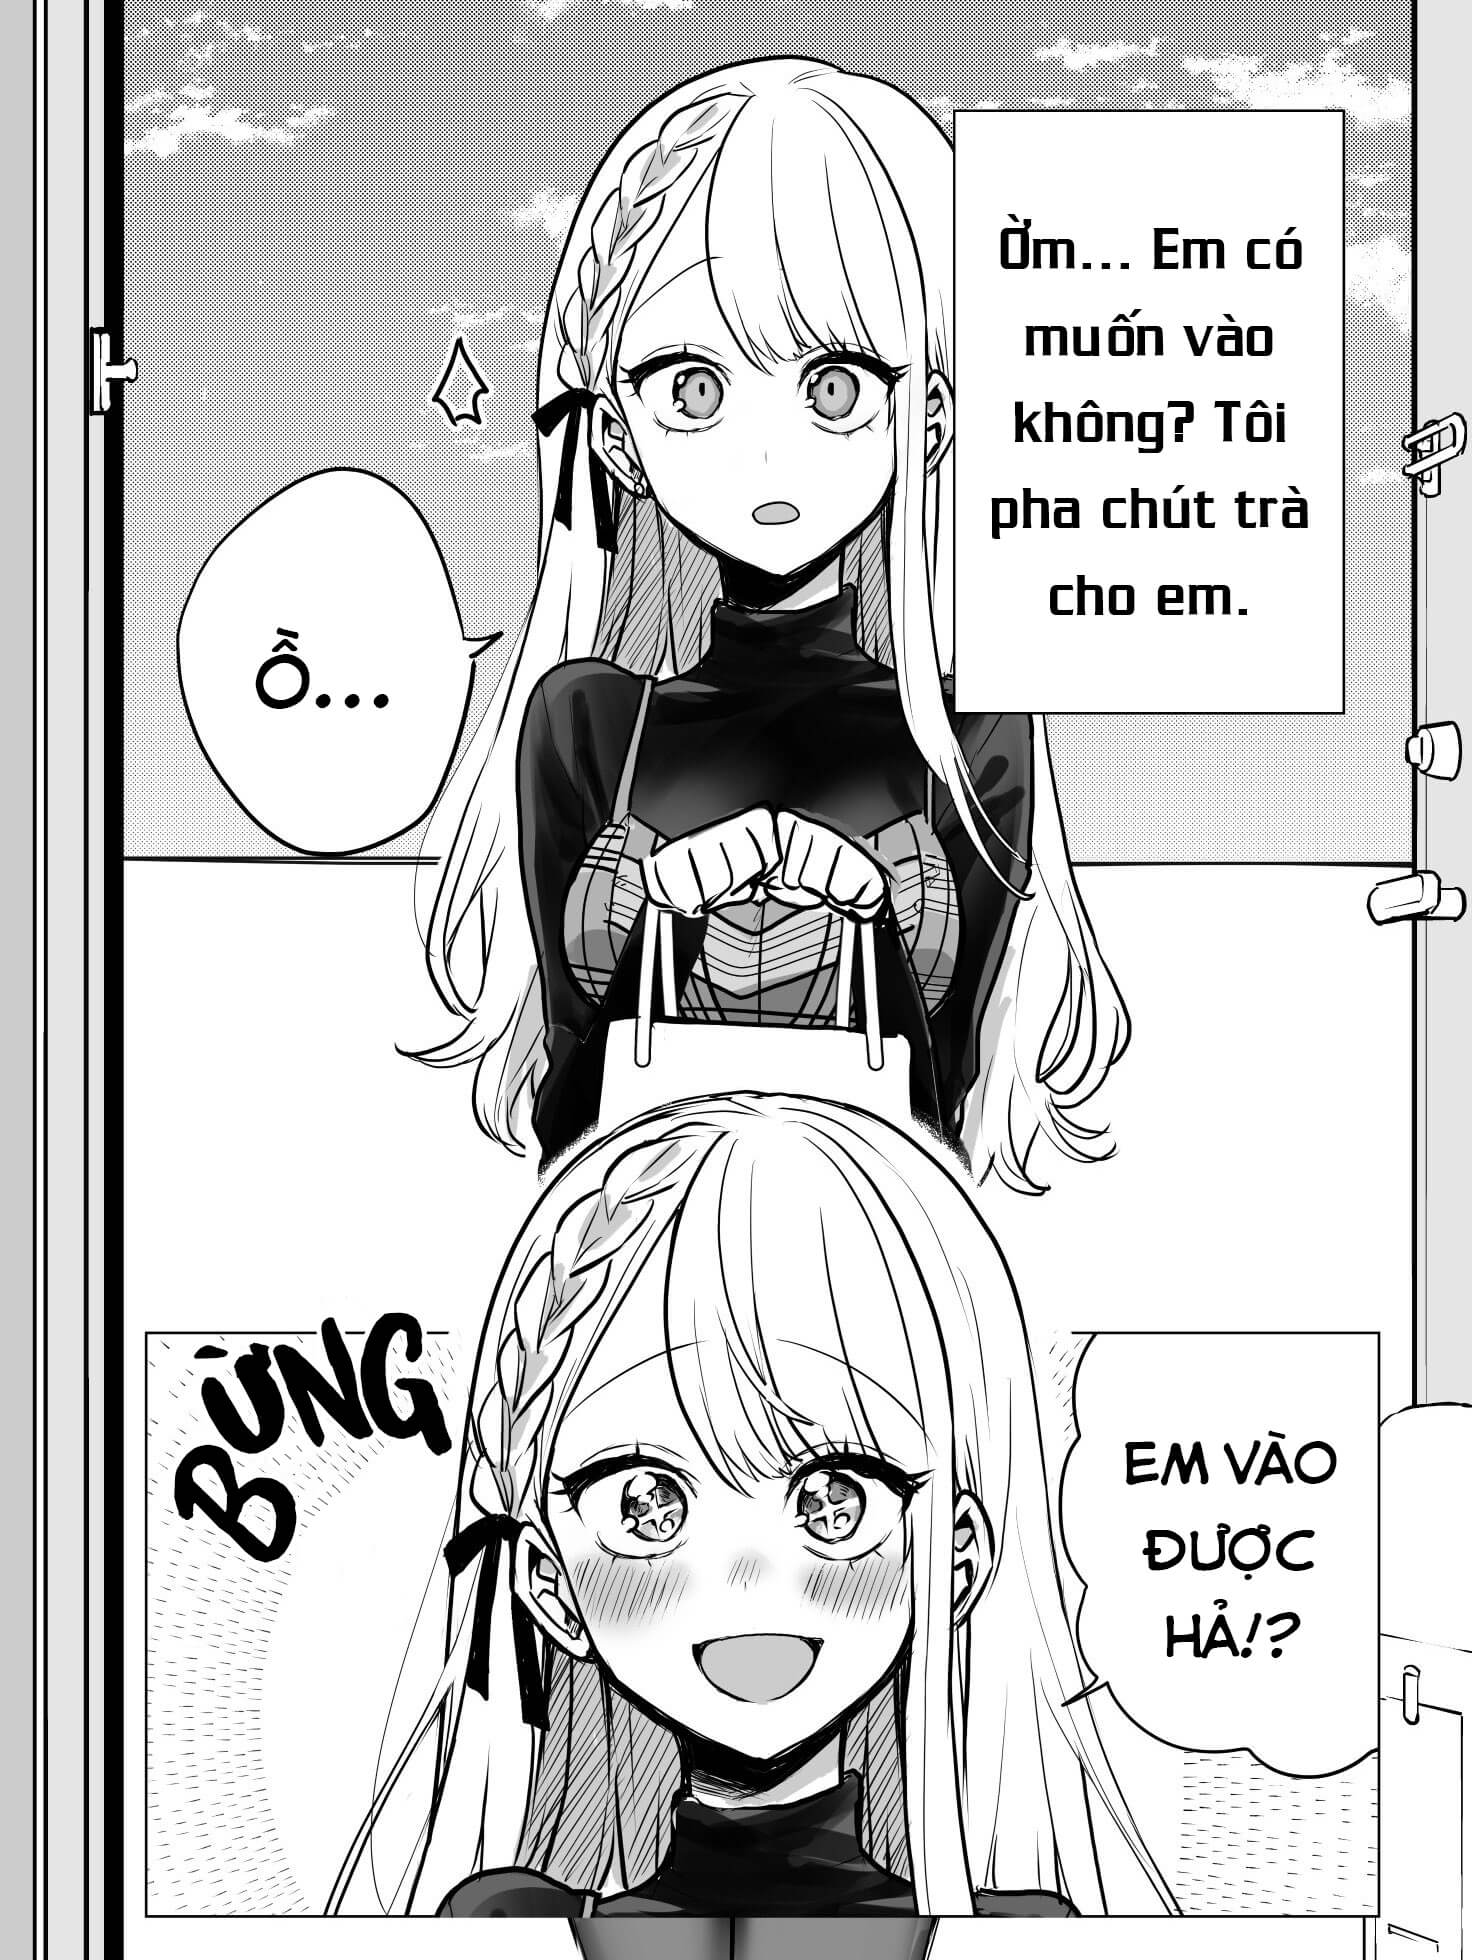 Ờm... Em có
muốn vào
không? Tôi
pha chút trà
cho em.
Ồ...
BỪNG
EM VÀO
ĐƯỢC
HẢ!?